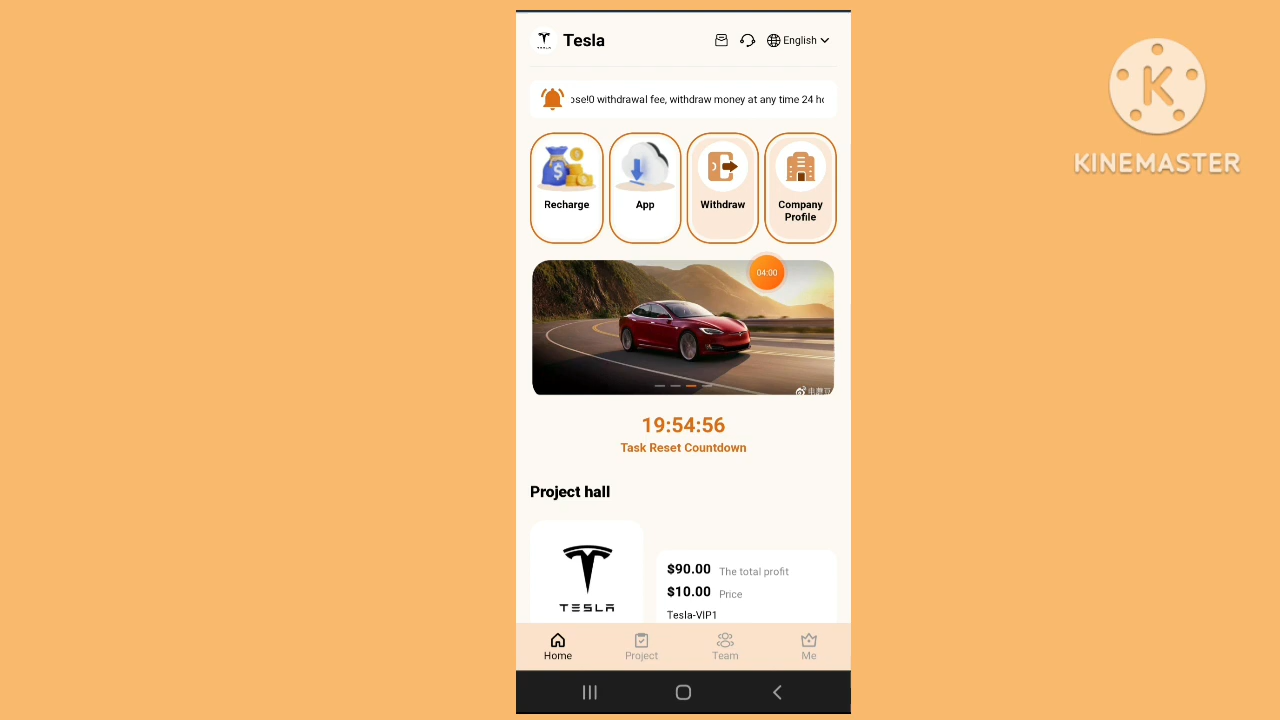 TESLA
Tesla
English
ose!0 withdrawal fee, withdraw money at any time 24 ho
Recharge
App
Withdraw
Company
Profile
04:00
19:54:56
Task Reset Countdown
Project hall
TESLA
$90.00 The total profit
$10.00 Price
Tesla-VIP1
Home
Project
Team
Me
K
KINEMASTER